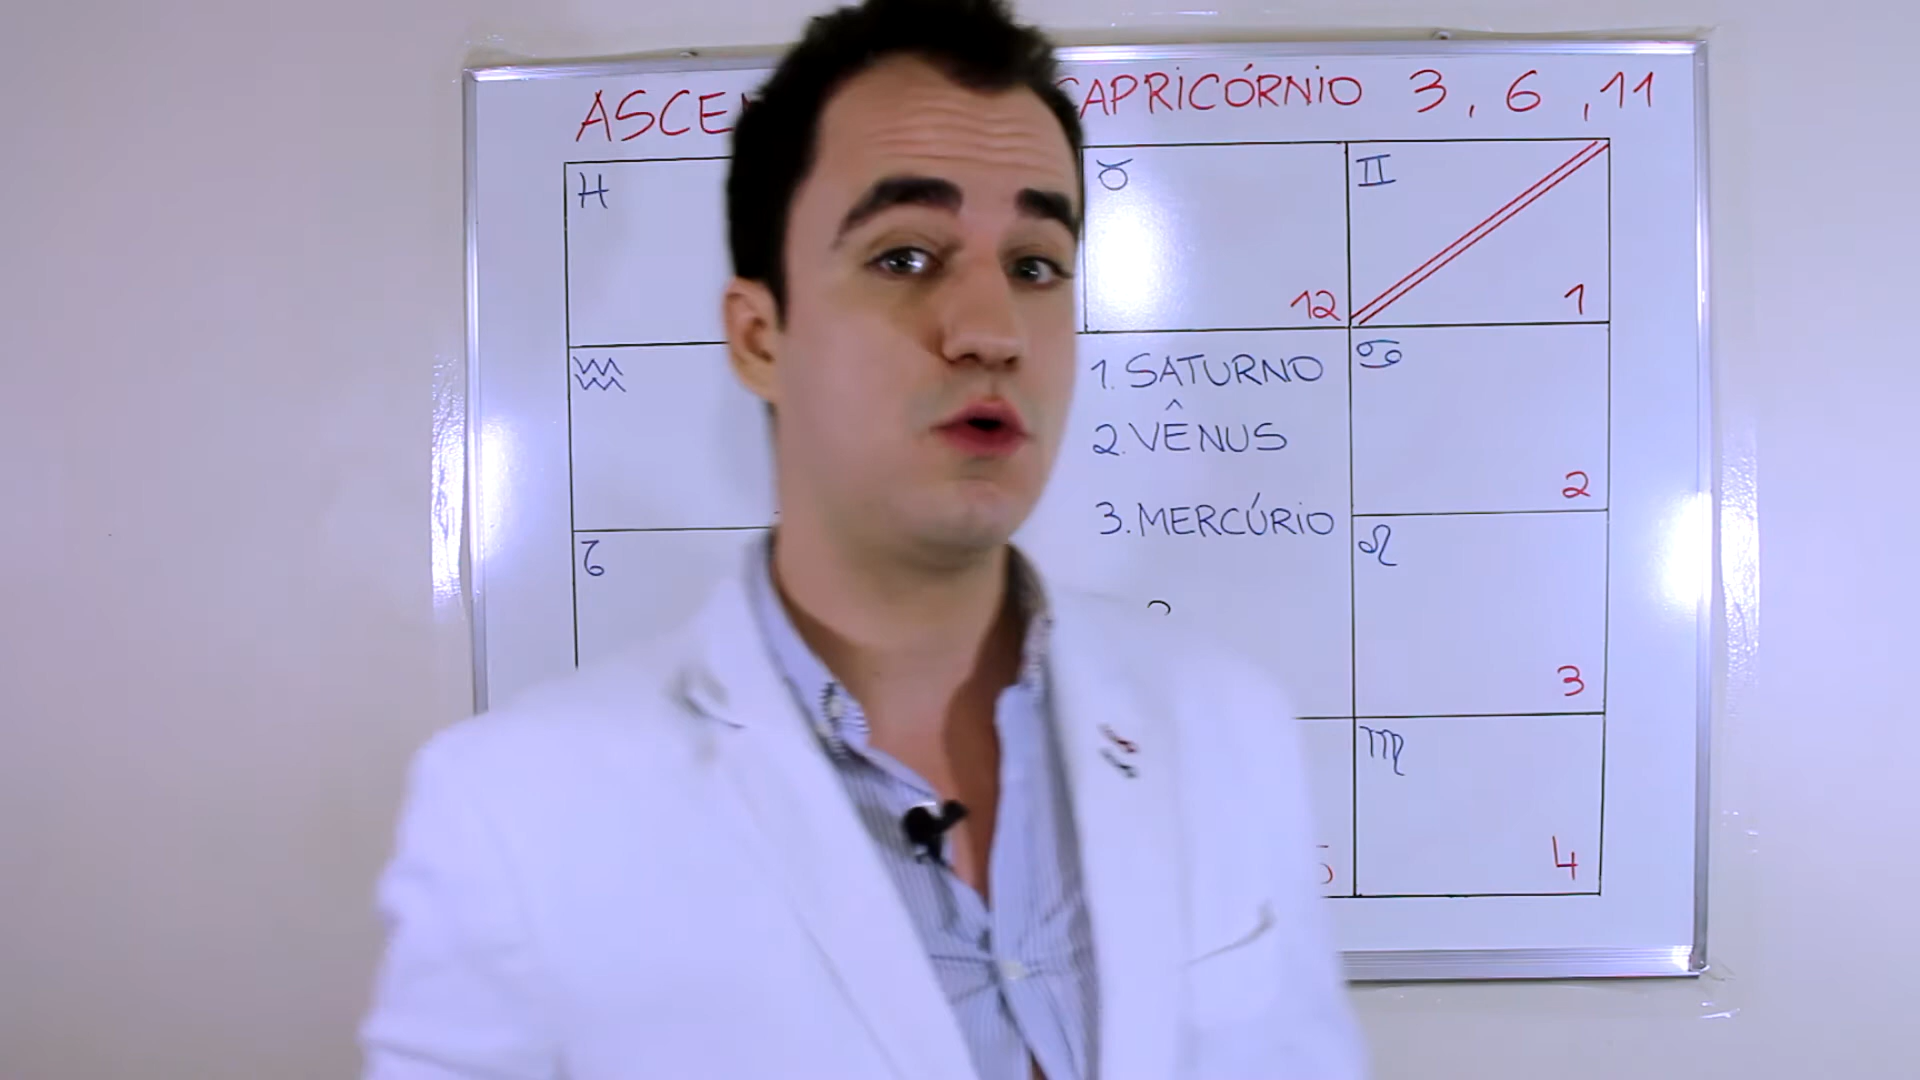 ASCE CAPRICÓRNIO 3, 6, 11
♓ ♉ ♊
12 1
♒ 1. SATURNO ♋
2. VÊNUS
2
3. MERCÚRIO ♌
♑
3
♍
4